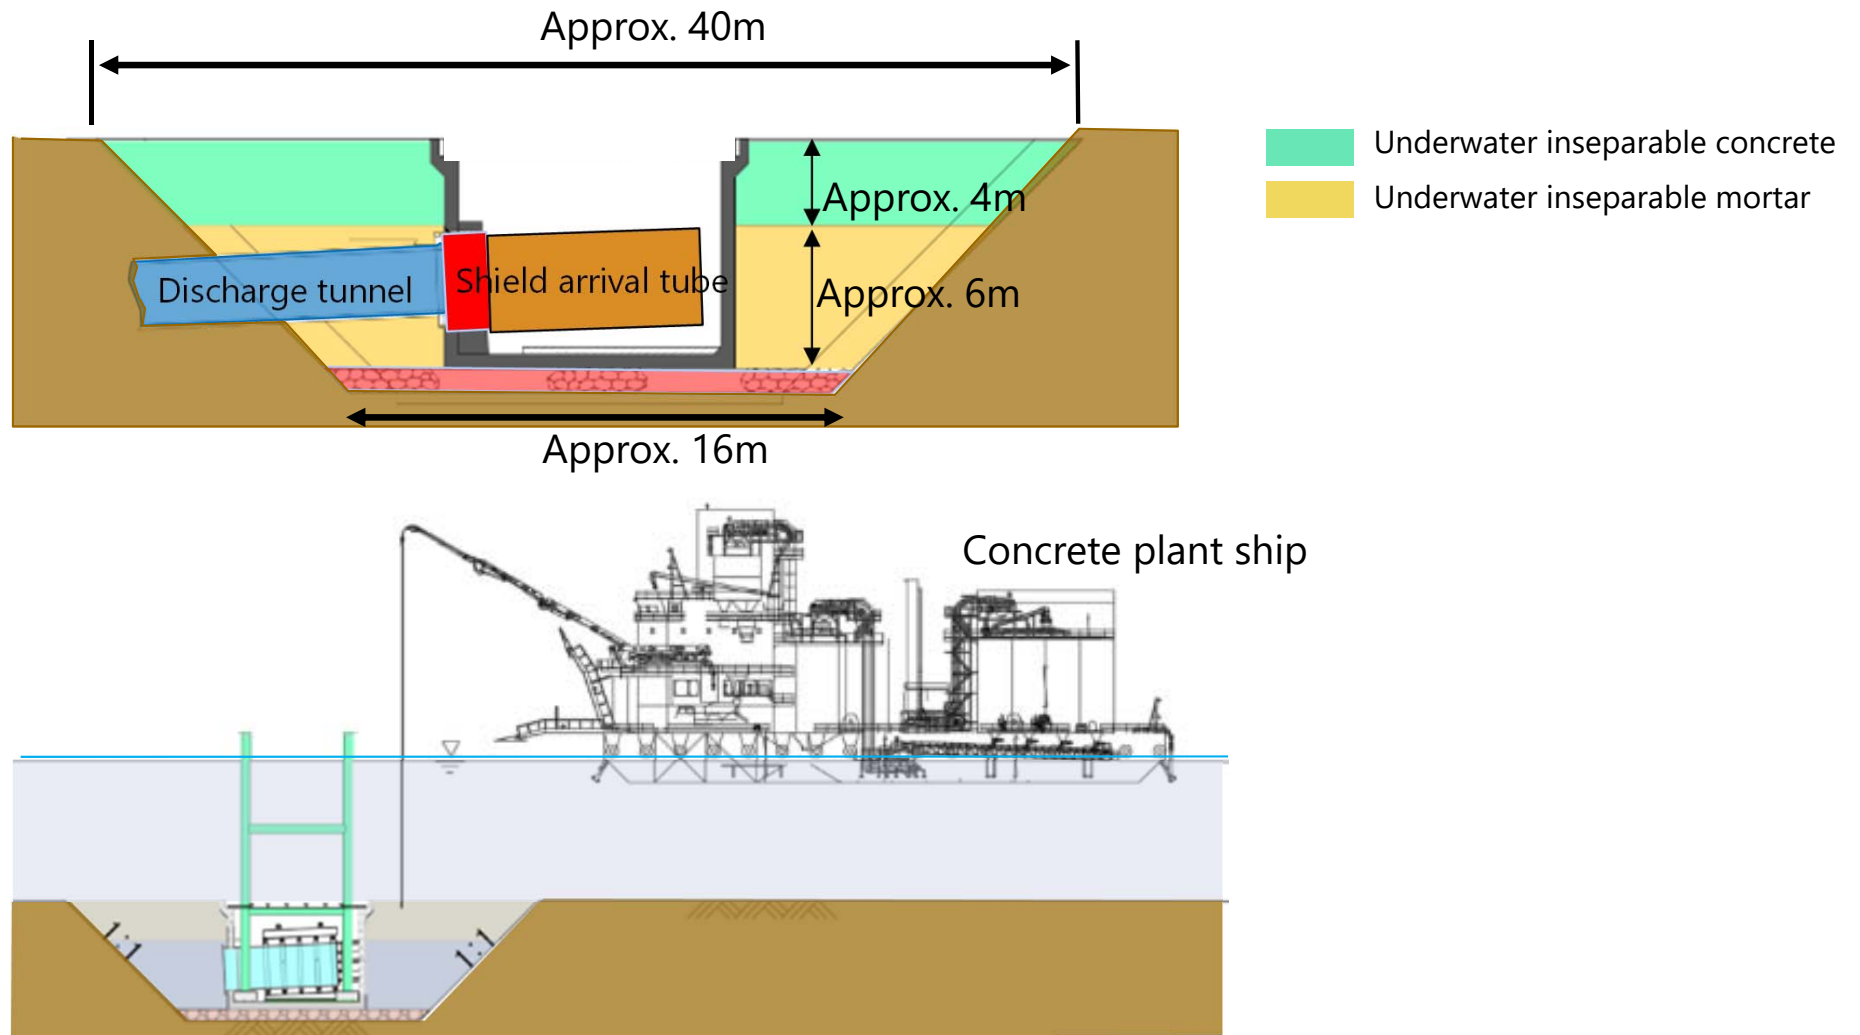 Approx. 40m
Underwater inseparable concrete
Underwater inseparable mortar
Approx. 4m
Discharge tunnel
Shield arrival tube
Approx. 6m
Approx. 16m
Concrete plant ship
1:1
1:1